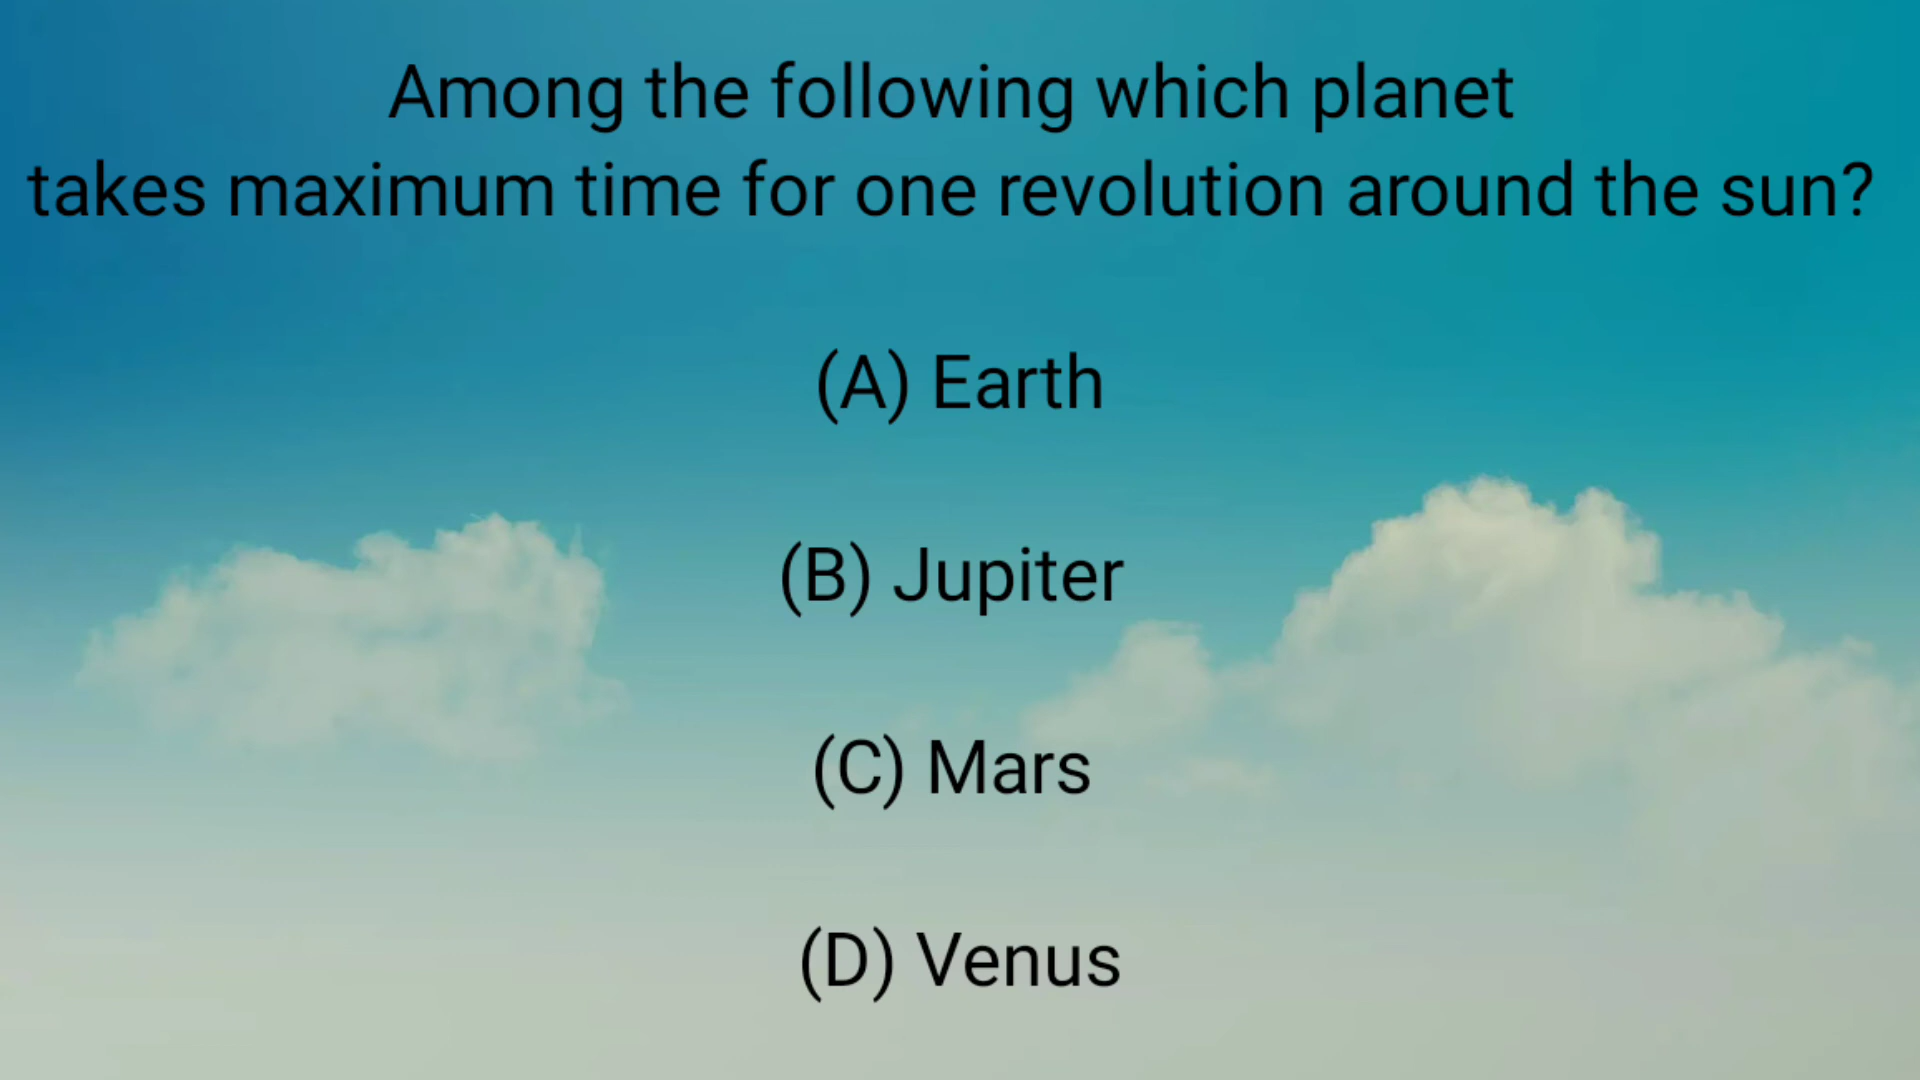 Among the following which planet
takes maximum time for one revolution around the sun?
(A) Earth
(B) Jupiter
(C) Mars
(D) Venus